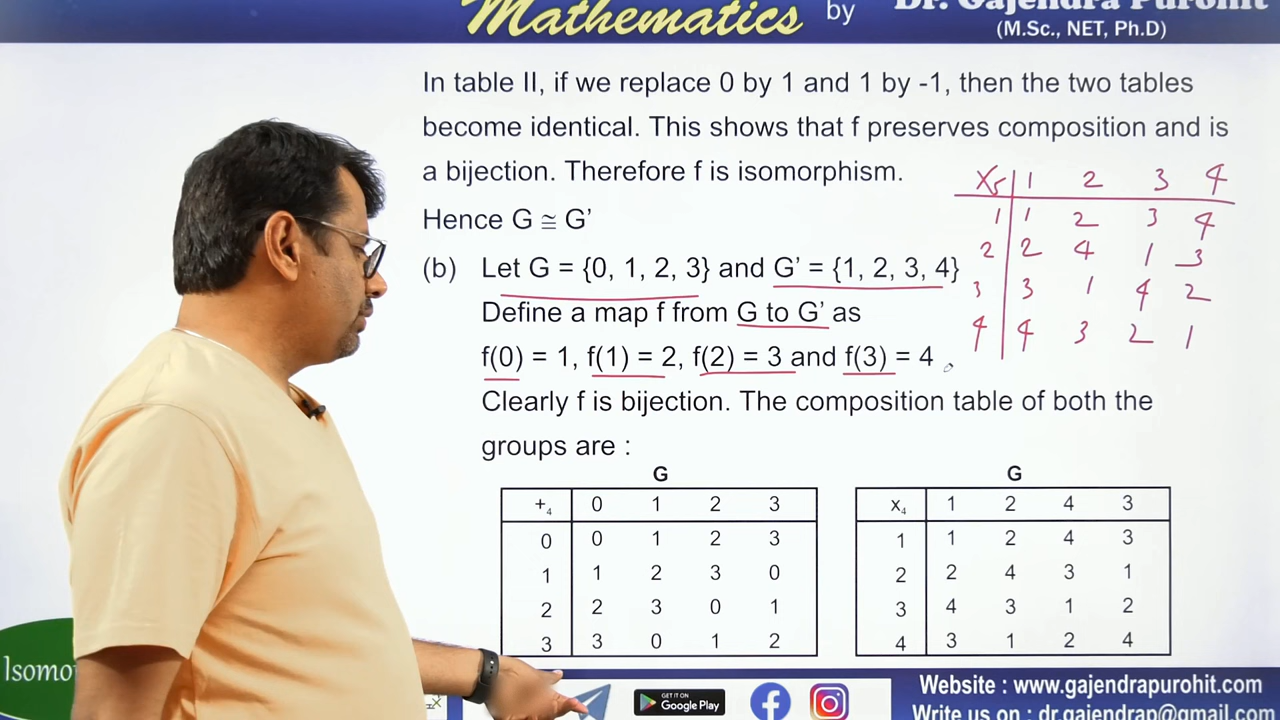 Mathematics by Dr. Gajendra Purohit
(M.Sc., NET, Ph.D)
In table II, if we replace 0 by 1 and 1 by -1, then the two tables
become identical. This shows that f preserves composition and is
a bijection. Therefore f is isomorphism.
Hence G ≅ G’
(b) Let G = {0, 1, 2, 3} and G’ = {1, 2, 3, 4}
Define a map f from G to G’ as
f(0) = 1, f(1) = 2, f(2) = 3 and f(3) = 4
Clearly f is bijection. The composition table of both the
groups are :
X5 1 2 3 4
1 1 2 3 4
2 2 4 1 3
3 3 1 4 2
4 4 3 2 1
G
+4 0 1 2 3
0 0 1 2 3
1 1 2 3 0
2 2 3 0 1
3 3 0 1 2
G
x4 1 2 4 3
1 1 2 4 3
2 2 4 3 1
3 4 3 1 2
4 3 1 2 4
GET IT ON
Google Play
Website : www.gajendrapurohit.com
Write us on : dr.gajendrap@gmail.com